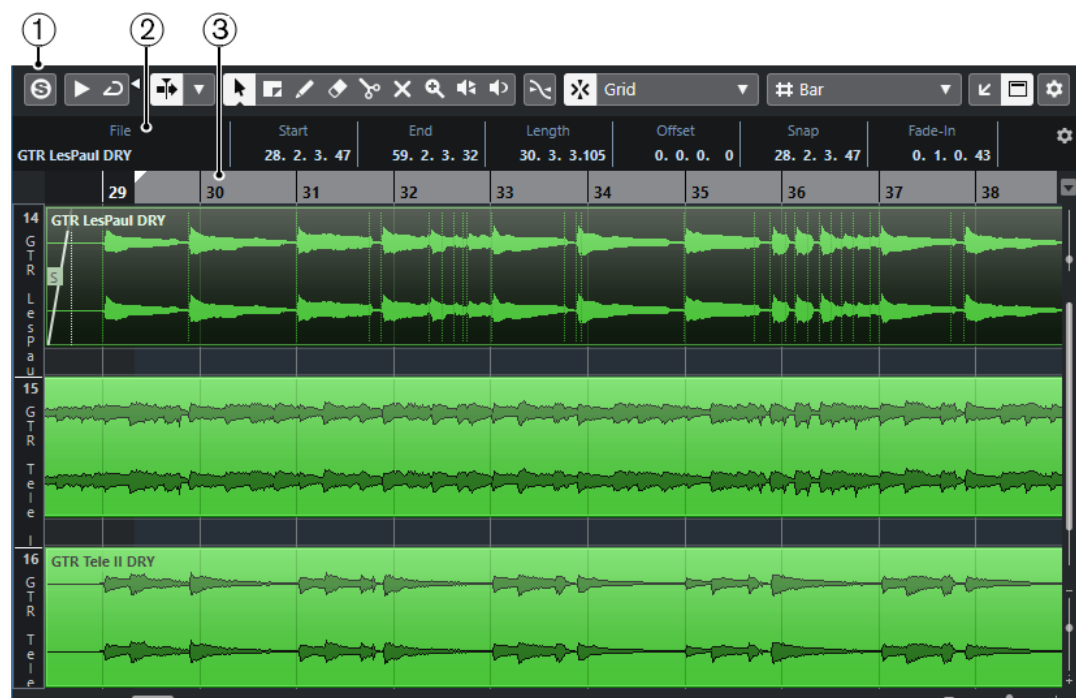 1 2 3
S Grid Bar
File Start End Length Offset Snap Fade-In
GTR LesPaul DRY 28. 2. 3. 47 59. 2. 3. 32 30. 3. 3.105 0. 0. 0. 0 28. 2. 3. 47 0. 1. 0. 43
29 30 31 32 33 34 35 36 37 38
14 GTR LesPaul DRY
GTR LesPau
S
15
GTR Tele I
16 GTR Tele II DRY
GTR Tele